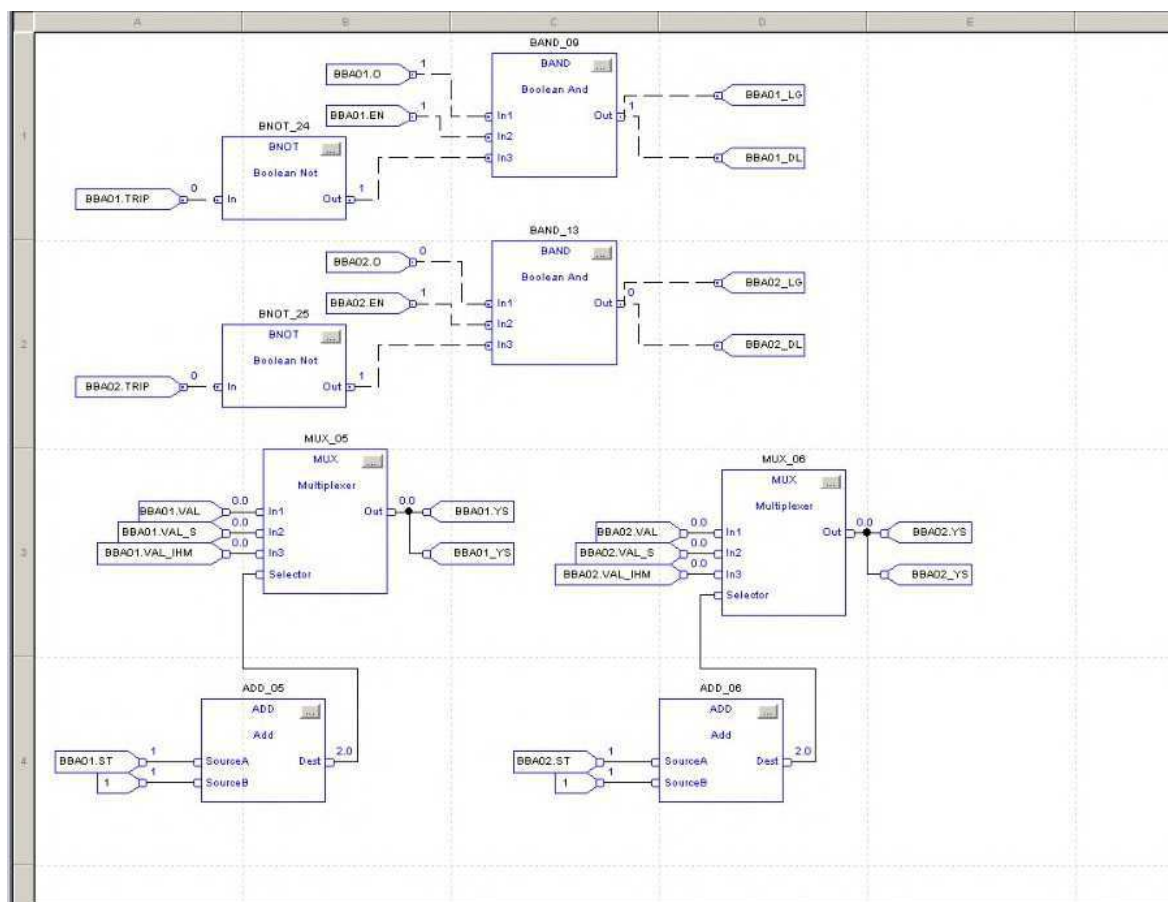 A B C D E
BAND_09
BBA01.O 1
BAND ...
Boolean And
BBA01_LG
BBA01.EN 1
In1 Out 1
BNOT_24
In2
BNOT ...
In3
BBA01_DL
Boolean Not
1
BBA01.TRIP 0
In Out 1
BAND_13
BBA02.O 0
BAND ...
Boolean And
BBA02_LG
BBA02.EN 1
In1 Out 0
BNOT_25
In2
BNOT ...
In3
BBA02_DL
Boolean Not
2
BBA02.TRIP 0
In Out 1
MUX_05
MUX ...
Multiplexer
BBA01.VAL 0.0 In1 Out 0.0 BBA01.YS
BBA01.VAL_S 0.0 In2
BBA01.VAL_IHM 0.0 In3 BBA01_YS
Selector
MUX_06
MUX ...
Multiplexer
BBA02.VAL 0.0 In1 Out 0.0 BBA02.YS
BBA02.VAL_S 0.0 In2
BBA02.VAL_IHM 0.0 In3 BBA02_YS
Selector
3
ADD_05
ADD ...
Add
BBA01.ST 1 SourceA Dest 2.0
1 1 SourceB
ADD_06
ADD ...
Add
BBA02.ST 1 SourceA Dest 2.0
1 1 SourceB
4